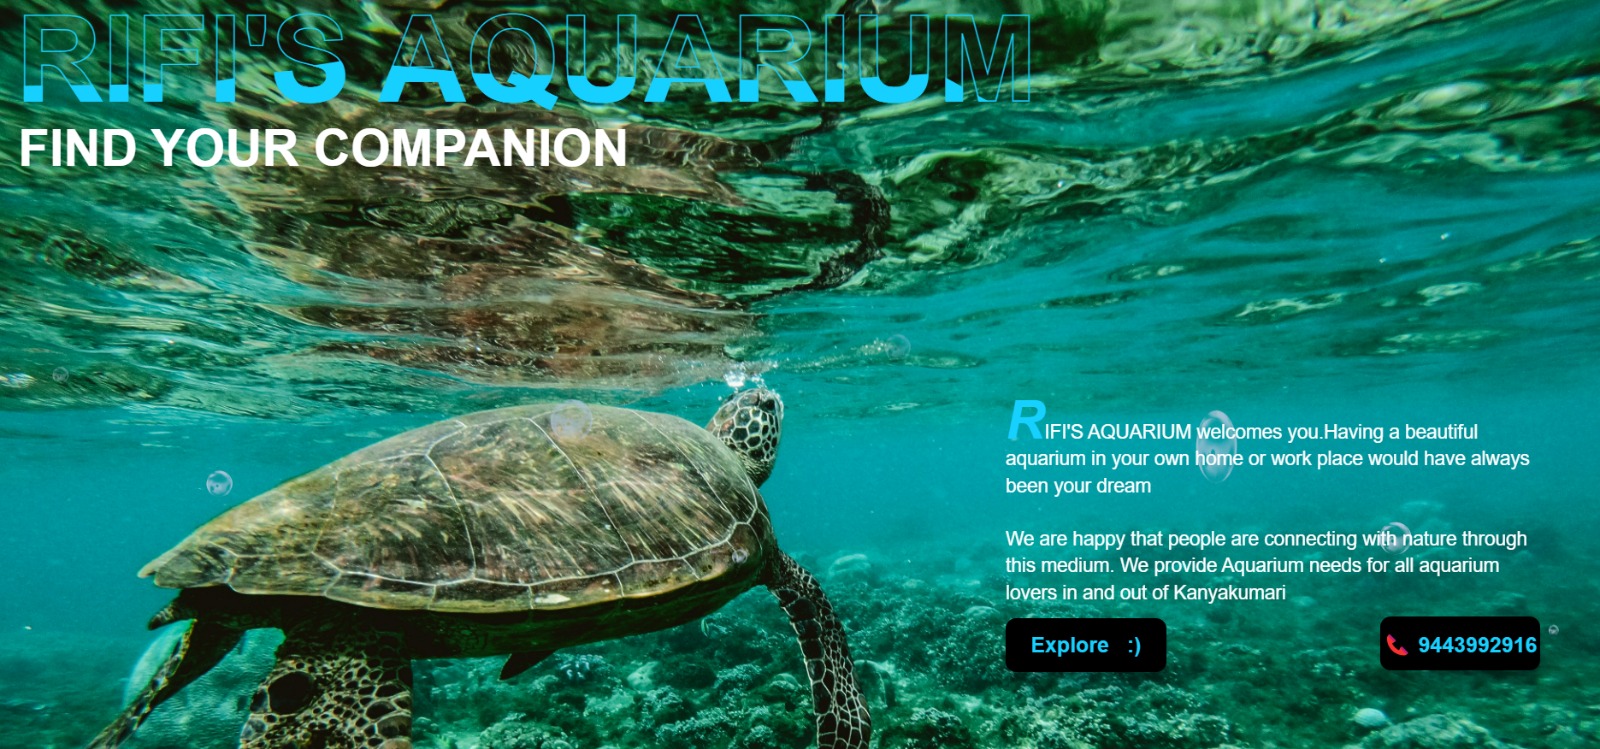 RIFI'S AQUARIUM
FIND YOUR COMPANION
RIFI'S AQUARIUM welcomes you.Having a beautiful
aquarium in your own home or work place would have always
been your dream
We are happy that people are connecting with nature through
this medium. We provide Aquarium needs for all aquarium
lovers in and out of Kanyakumari
Explore :)
9443992916